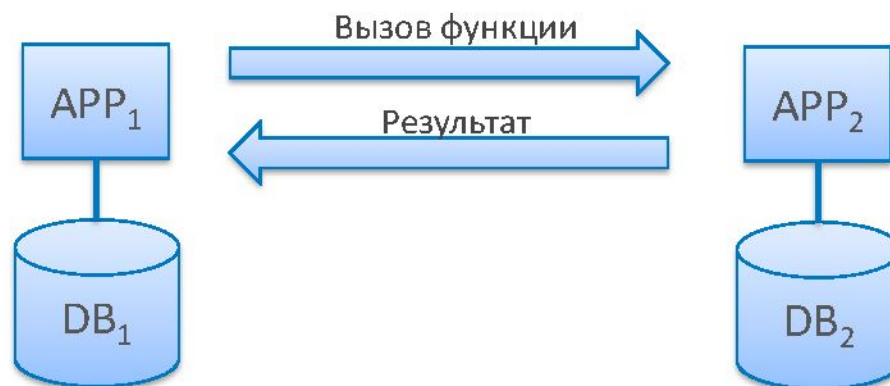 Вызов функции
APP₁
APP₂
Результат
DB₁
DB₂